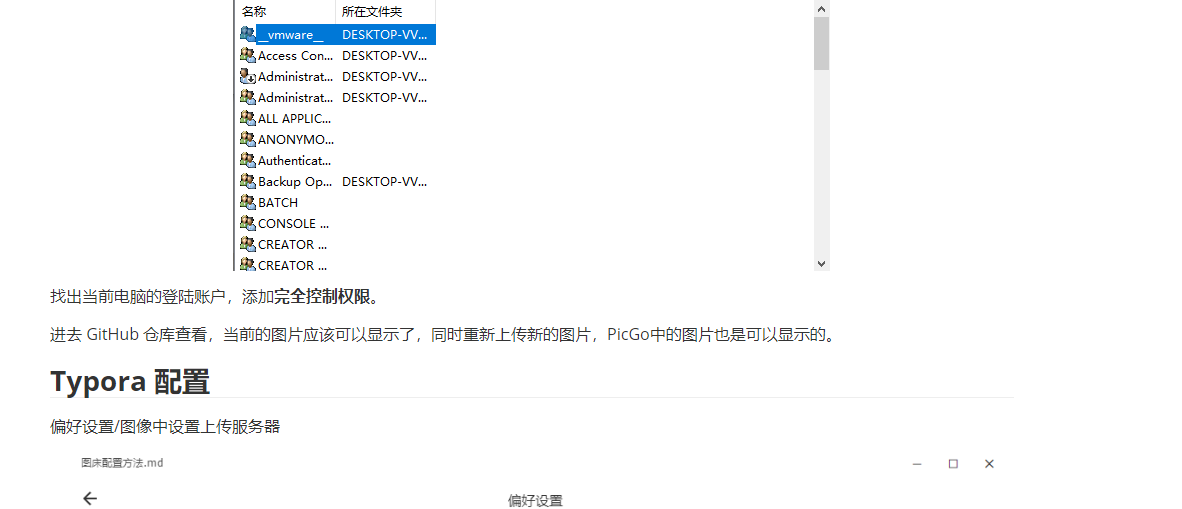 名称 所在文件夹
__vmware__ DESKTOP-VV...
Access Con... DESKTOP-VV...
Administrat... DESKTOP-VV...
Administrat... DESKTOP-VV...
ALL APPLIC...
ANONYMO...
Authenticat...
Backup Op... DESKTOP-VV...
BATCH
CONSOLE ...
CREATOR ...
CREATOR ...
找出当前电脑的登陆账户，添加完全控制权限。
进去 GitHub 仓库查看，当前的图片应该可以显示了，同时重新上传新的图片，PicGo中的图片也是可以显示的。
Typora 配置
偏好设置/图像中设置上传服务器
图床配置方法.md
偏好设置